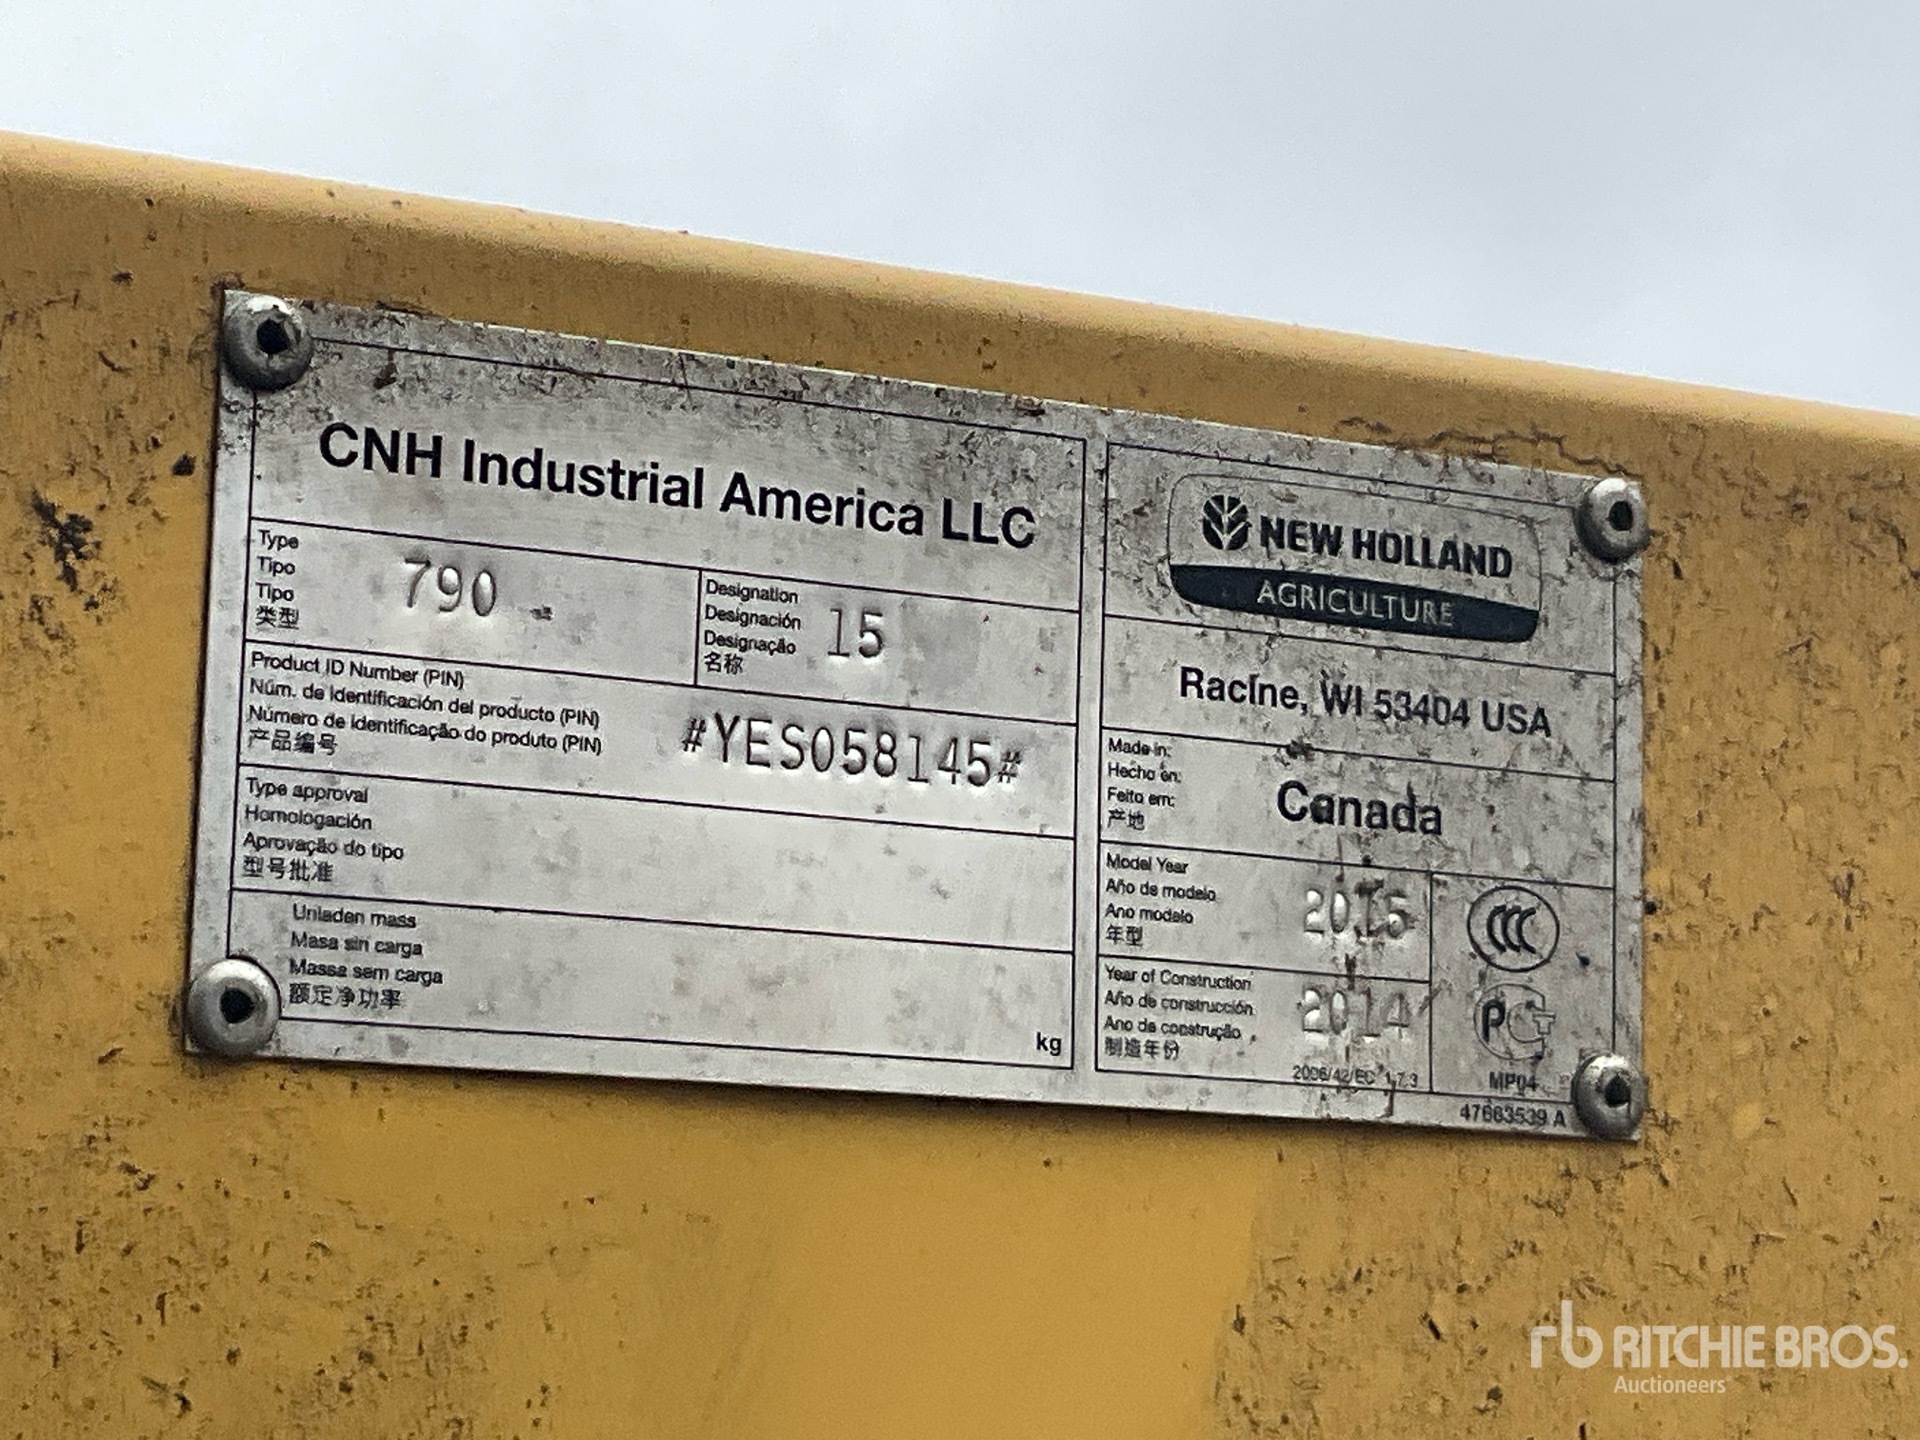 CNH Industrial America LLC
Type
Tipo
Tipo
类型
790
Designation
Designación
Designação
名称
15
Product ID Number (PIN)
Núm. de identificación del producto (PIN)
Número de identificação do produto (PIN)
产品编号
#YES058145#
Type approval
Homologación
Aprovação do tipo
型号批准
Unladen mass
Masa sin carga
Massa sem carga
额定净功率
kg
NEW HOLLAND
AGRICULTURE
Racine, WI 53404 USA
Made in:
Hecho en:
Feito em:
产地
Canada
Model Year
Año de modelo
Ano modelo
年型
2015
Year of Construction
Año de construcción
Ano de construção
制造年份
2014
2006/42/EC 1.7.3
CCC
PCT
MP04
47683539 A
rb RITCHIE BROS.
Auctioneers